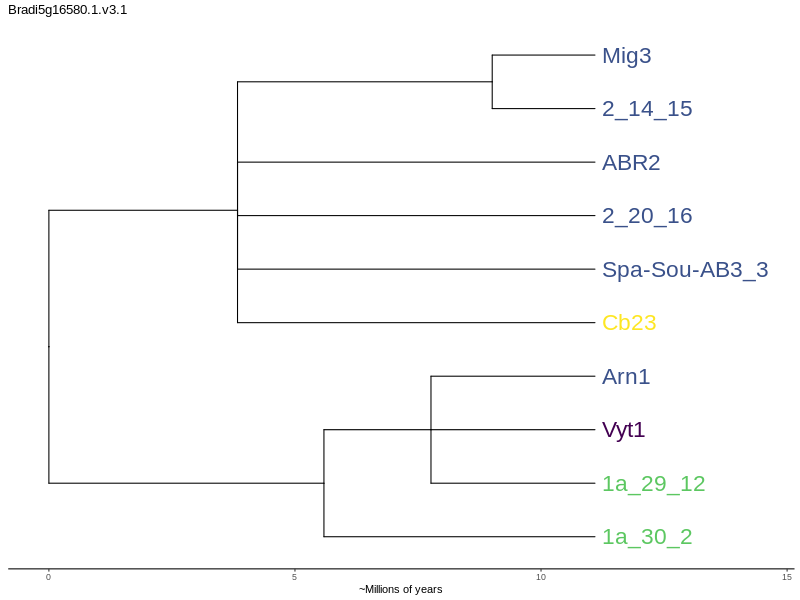 Bradi5g16580.1.v3.1
Mig3
2_14_15
ABR2
2_20_16
Spa-Sou-AB3_3
Cb23
Arn1
Vyt1
1a_29_12
1a_30_2
0 5 10 15
~Millions of years